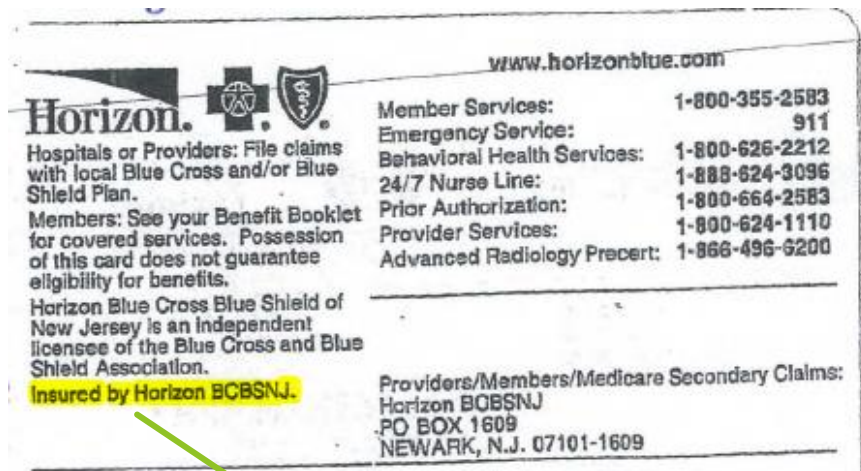 www.horizonblue.com
Horizon.
Hospitals or Providers: File claims
with local Blue Cross and/or Blue
Shield Plan.
Members: See your Benefit Booklet
for covered services. Possession
of this card does not guarantee
eligibility for benefits.
Horizon Blue Cross Blue Shield of
New Jersey is an independent
licensee of the Blue Cross and Blue
Shield Association.
Insured by Horizon BCBSNJ.
Member Services: 1-800-355-2583
Emergency Service: 911
Behavioral Health Services: 1-800-626-2212
24/7 Nurse Line: 1-888-624-3096
Prior Authorization: 1-800-664-2583
Provider Services: 1-800-624-1110
Advanced Radiology Precert: 1-866-496-6200
Providers/Members/Medicare Secondary Claims:
Horizon BCBSNJ
PO BOX 1609
NEWARK, N.J. 07101-1609